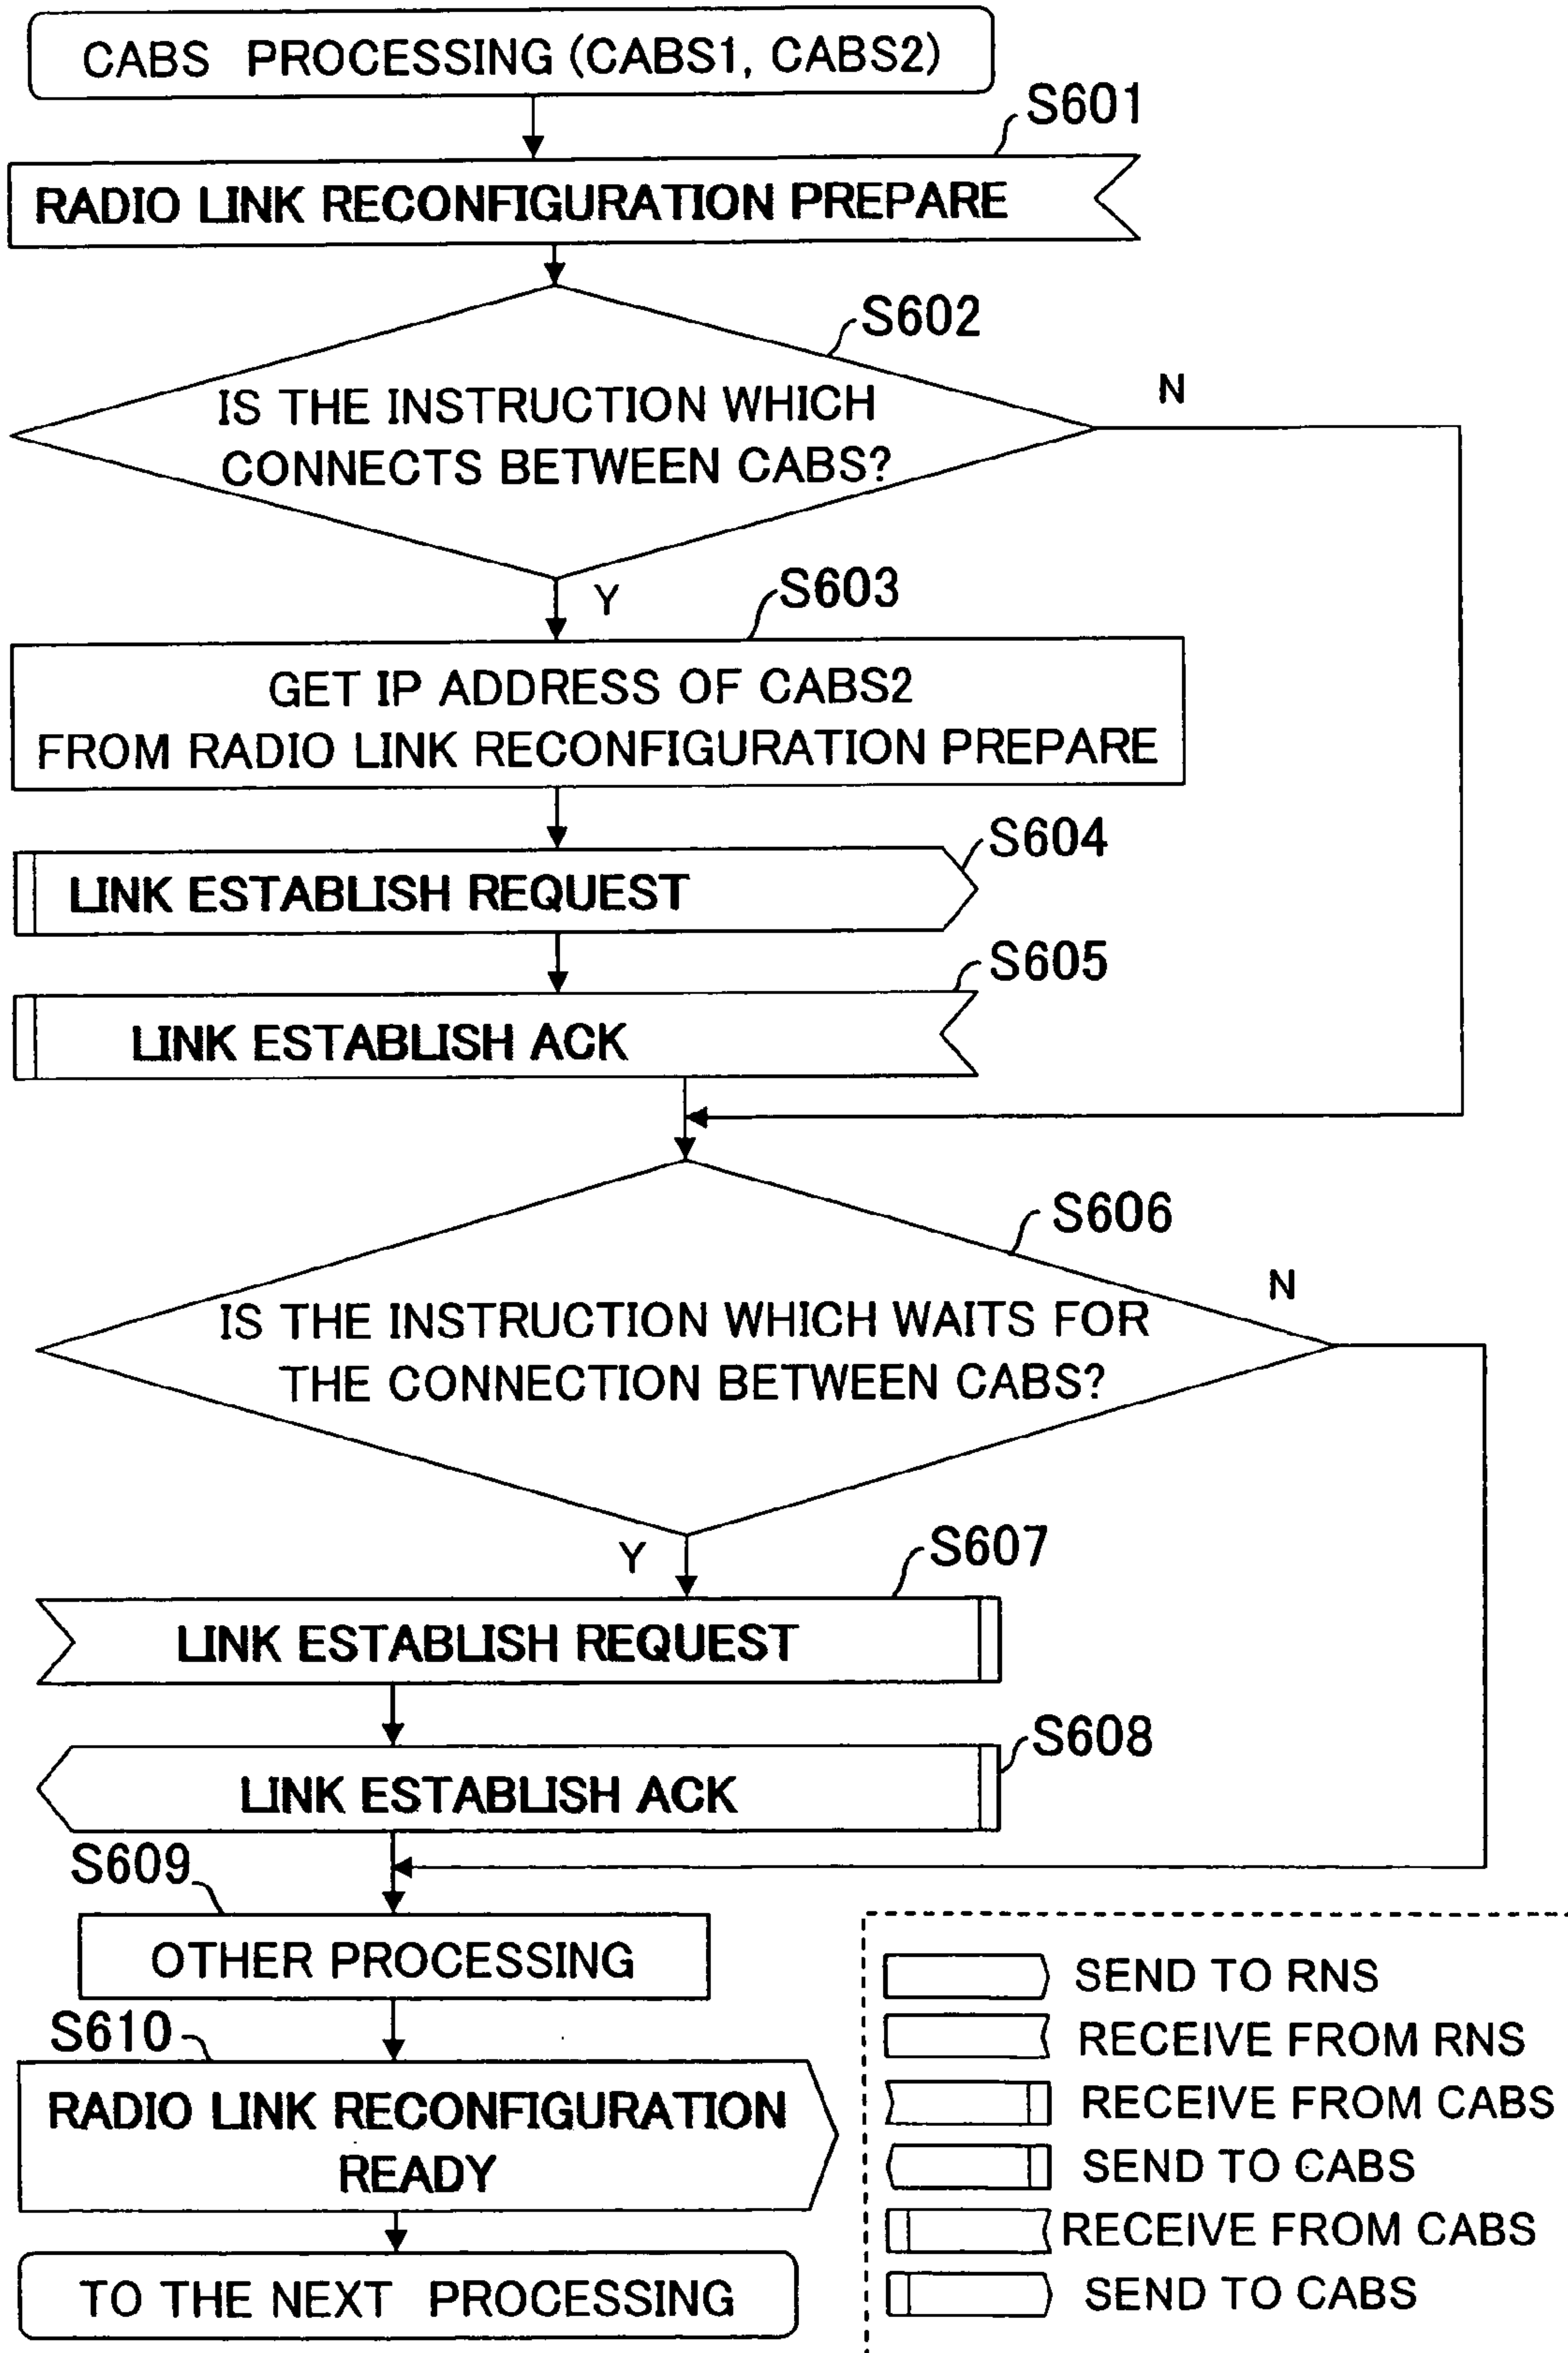 CABS PROCESSING (CABS1, CABS2)
S601
RADIO LINK RECONFIGURATION PREPARE
S602
IS THE INSTRUCTION WHICH
CONNECTS BETWEEN CABS?
N
Y
S603
GET IP ADDRESS OF CABS2
FROM RADIO LINK RECONFIGURATION PREPARE
S604
LINK ESTABLISH REQUEST
S605
LINK ESTABLISH ACK
S606
IS THE INSTRUCTION WHICH WAITS FOR
THE CONNECTION BETWEEN CABS?
N
Y
S607
LINK ESTABLISH REQUEST
S608
LINK ESTABLISH ACK
S609
OTHER PROCESSING
S610
RADIO LINK RECONFIGURATION
READY
TO THE NEXT PROCESSING
SEND TO RNS
RECEIVE FROM RNS
RECEIVE FROM CABS
SEND TO CABS
RECEIVE FROM CABS
SEND TO CABS